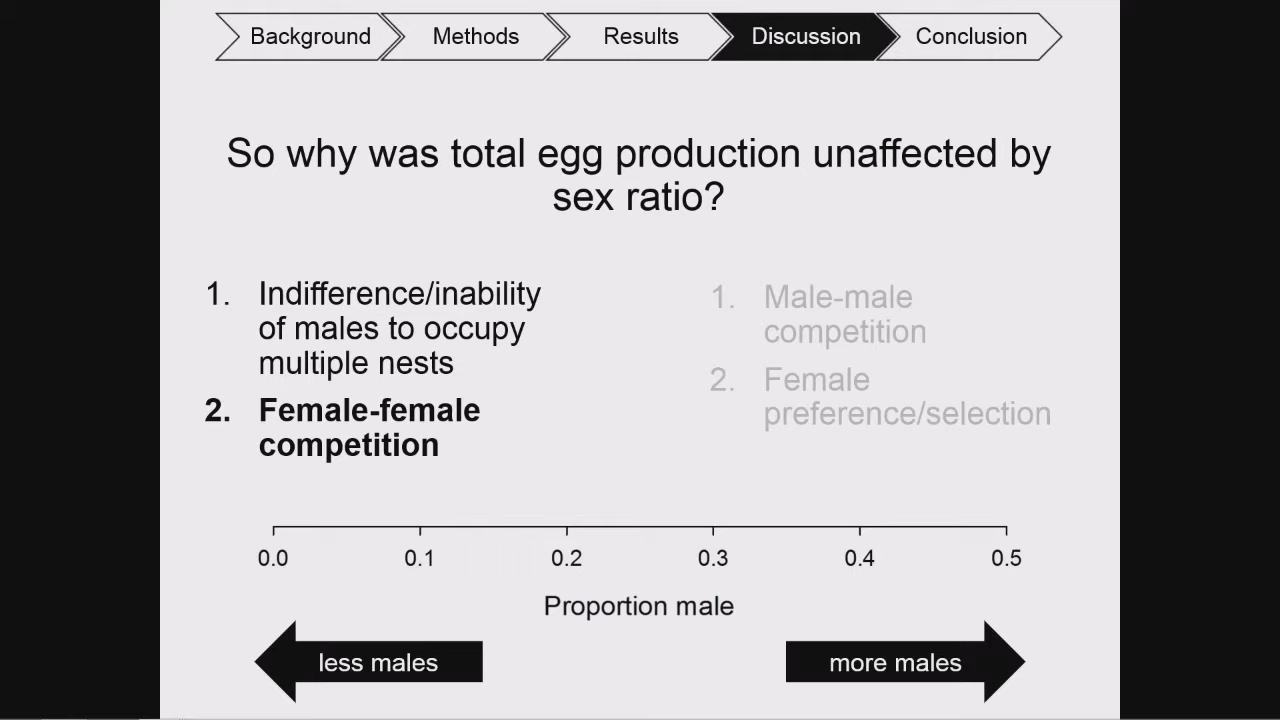 Background Methods Results Discussion Conclusion
So why was total egg production unaffected by
sex ratio?
1. Indifference/inability
of males to occupy
multiple nests
2. Female-female
competition
1. Male-male
competition
2. Female
preference/selection
0.0 0.1 0.2 0.3 0.4 0.5
Proportion male
less males
more males